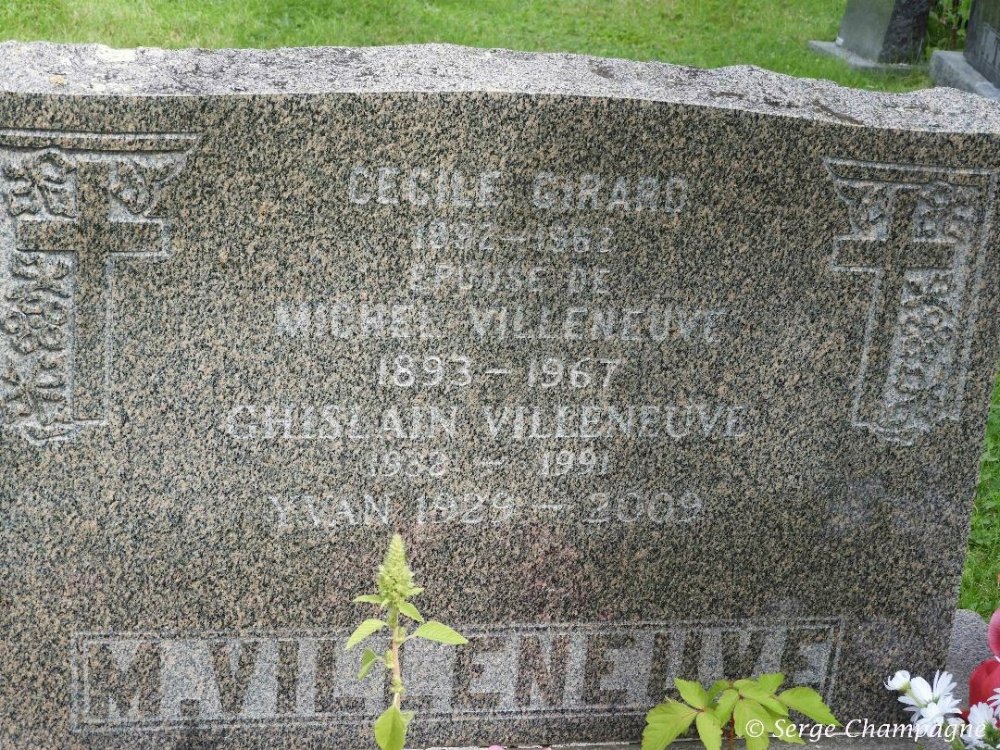 CECILE GIRARD
1892-1962
EPOUSE DE
MICHEL VILLENEUVE
1893-1967
GHISLAIN VILLENEUVE
1932 - 1991
YVAN 1929-2009
M.VILLENEUVE
© Serge Champagne